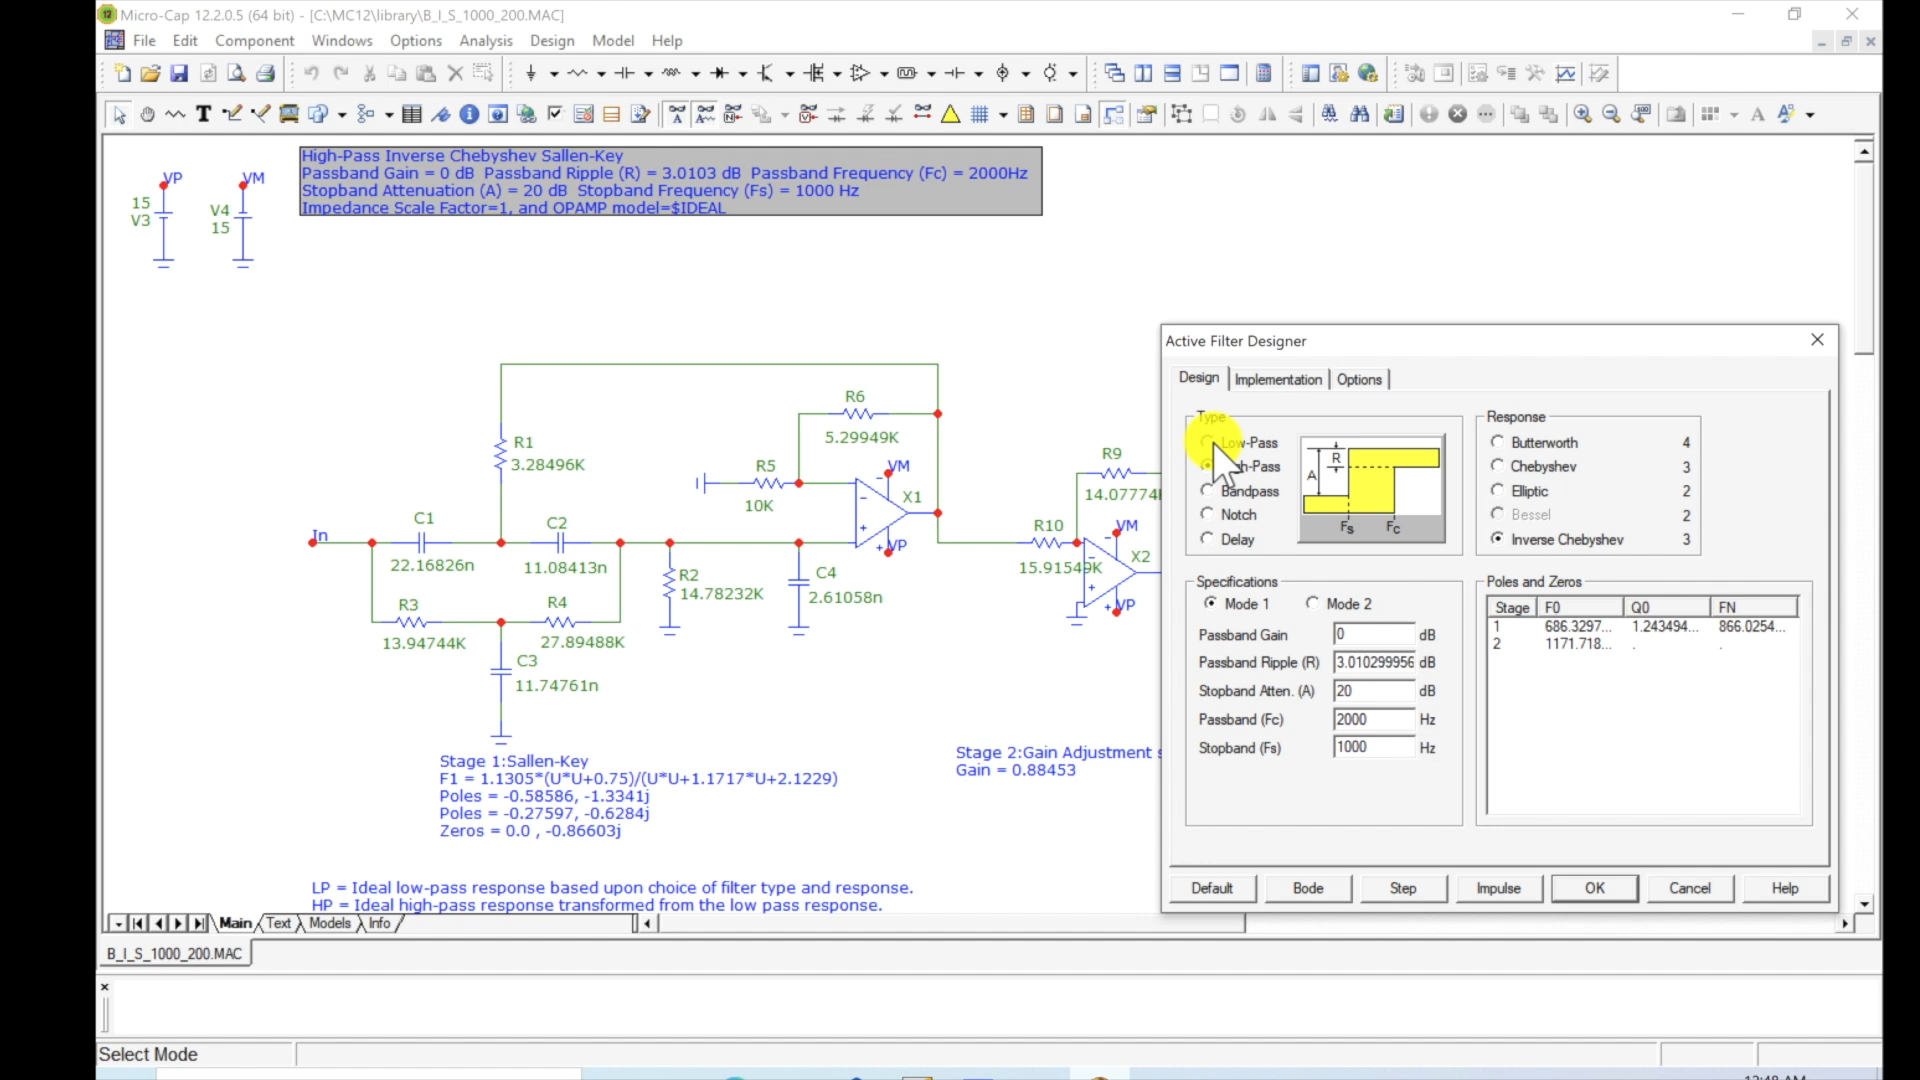 Micro-Cap 12.2.0.5 (64 bit) - [C:\MC12\library\B_I_S_1000_200.MAC]
File Edit Component Windows Options Analysis Design Model Help
High-Pass Inverse Chebyshev Sallen-Key
Passband Gain = 0 dB Passband Ripple (R) = 3.0103 dB Passband Frequency (Fc) = 2000Hz
Stopband Attenuation (A) = 20 dB Stopband Frequency (Fs) = 1000 Hz
Impedance Scale Factor=1, and OPAMP model=$IDEAL
VP
15
V3
VM
V4
15
R1
3.28496K
R6
5.29949K
R5
10K
VM
X1
VP
In
C1
22.16826n
C2
11.08413n
R2
14.78232K
C4
2.61058n
R3
13.94744K
R4
27.89488K
C3
11.74761n
R9
14.07774
R10
15.91549K
VM
X2
VP
Stage 1:Sallen-Key
F1 = 1.1305*(U*U+0.75)/(U*U+1.1717*U+2.1229)
Poles = -0.58586, -1.3341j
Poles = -0.27597, -0.6284j
Zeros = 0.0 , -0.86603j
Stage 2:Gain Adjustment
Gain = 0.88453
LP = Ideal low-pass response based upon choice of filter type and response.
HP = Ideal high-pass response transformed from the low pass response.
Active Filter Designer
Design Implementation Options
Type
Low-Pass
Bandpass
Notch
Delay
A R
Fs Fc
Response
Butterworth 4
Chebyshev 3
Elliptic 2
Bessel 2
Inverse Chebyshev 3
Specifications
Mode 1 Mode 2
Passband Gain 0 dB
Passband Ripple (R) 3.010299956 dB
Stopband Atten. (A) 20 dB
Passband (Fc) 2000 Hz
Stopband (Fs) 1000 Hz
Poles and Zeros
Stage F0 Q0 FN
1 686.3297... 1.243494... 866.0254...
2 1171.718... . .
Default Bode Step Impulse OK Cancel Help
Main Text Models Info
B_I_S_1000_200.MAC
Select Mode